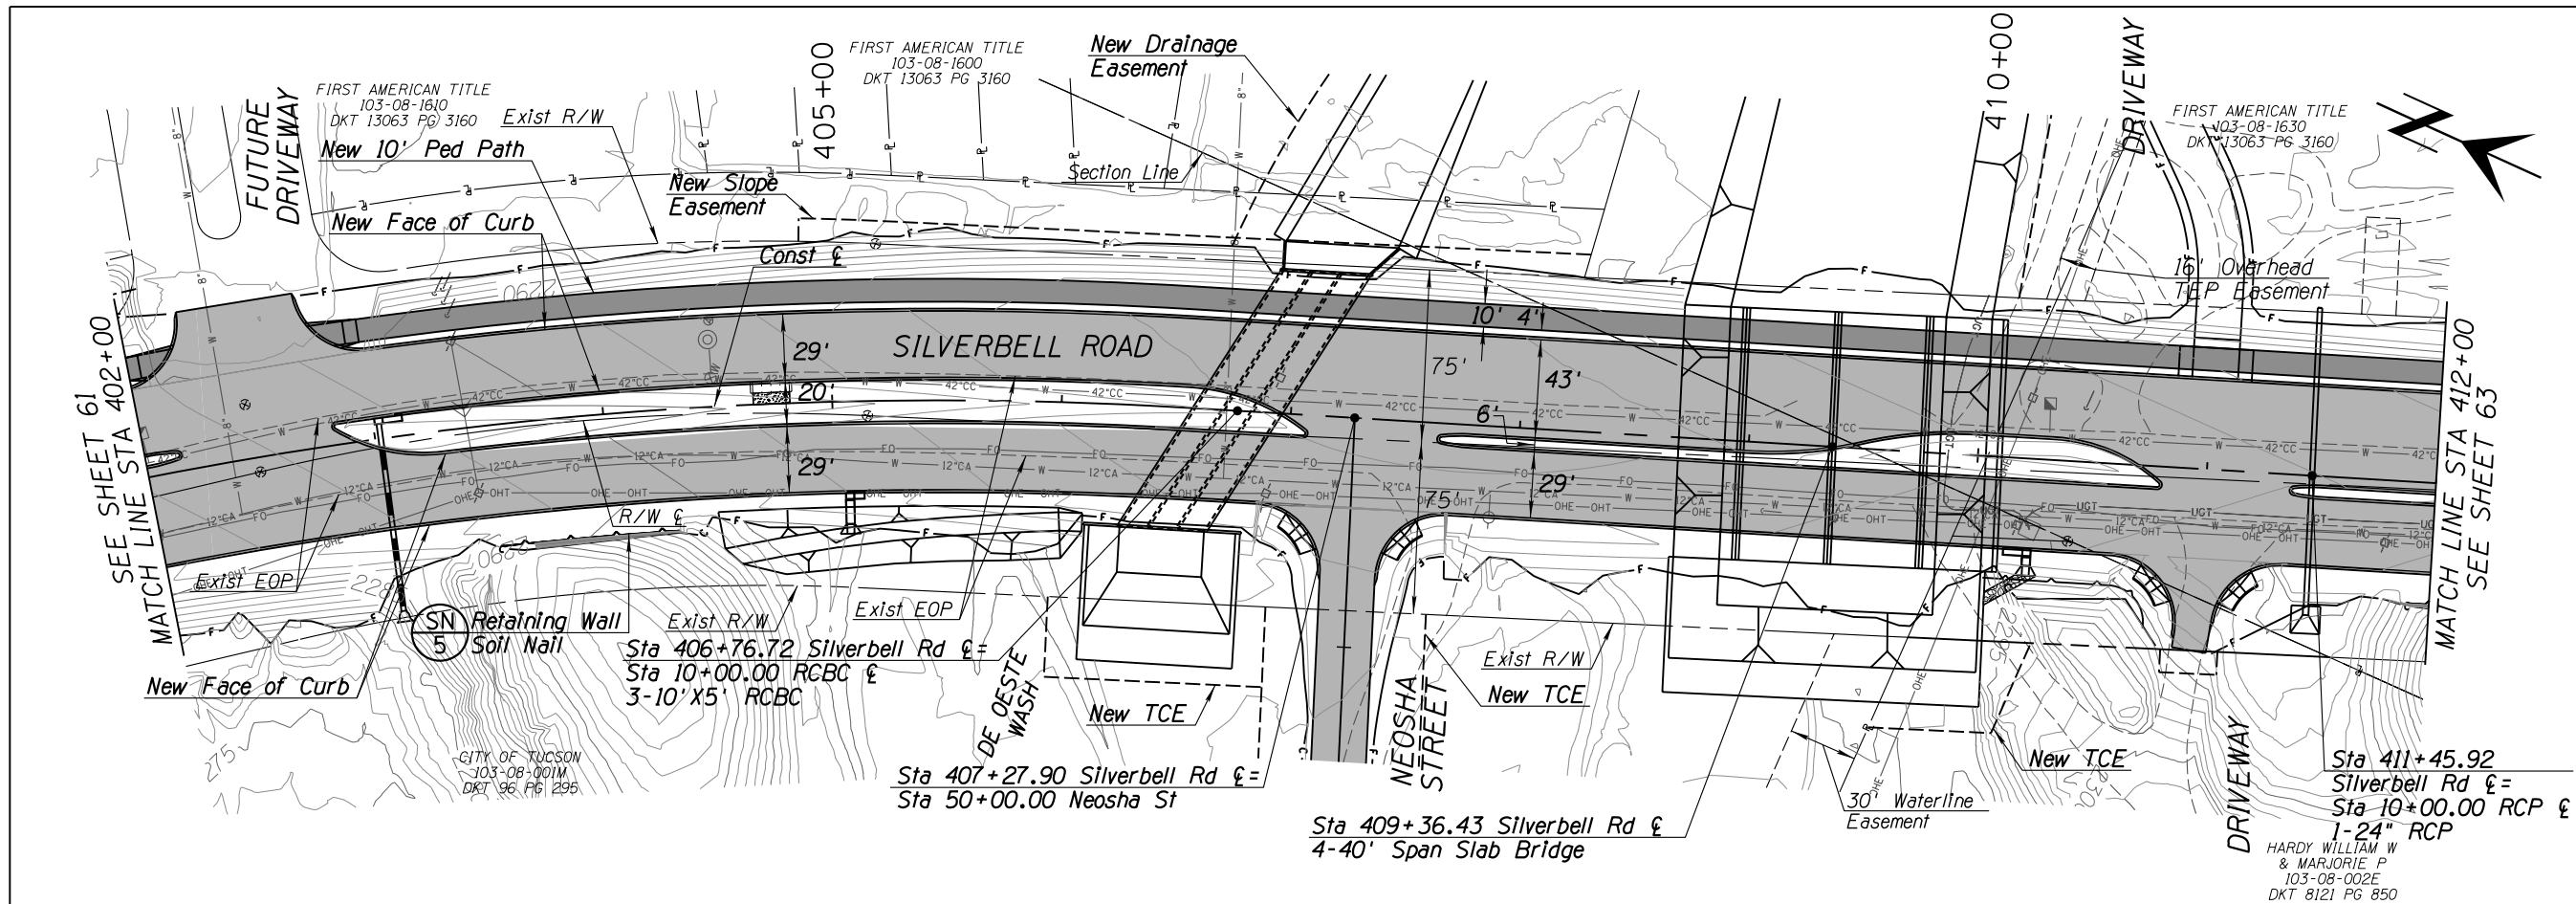 405+00
FIRST AMERICAN TITLE
103-08-1600
DKT 13063 PG 3160
New Drainage
Easement
410+00
DRIVEWAY
FIRST AMERICAN TITLE
103-08-1610
DKT 13063 PG 3160
FUTURE
DRIVEWAY
Exist R/W
New 10' Ped Path
New Slope
Easement
New Face of Curb
Section Line
FIRST AMERICAN TITLE
103-08-1630
DKT 13063 PG 3160
16' Overhead
TEP Easement
Const ℄
2290
SILVERBELL ROAD
29'
20'
29'
10' 4'
75'
43'
6'
75'
29'
SEE SHEET 61
MATCH LINE STA 402+00
MATCH LINE STA 412+00
SEE SHEET 63
R/W ℄
Exist EOP
SN
5
Retaining Wall
Soil Nail
Exist R/W
Exist EOP
Sta 406+76.72 Silverbell Rd ℄=
Sta 10+00.00 RCBC ℄
3-10'X5' RCBC
New Face of Curb
DE OESTE
WASH
New TCE
NEOSHA
STREET
Exist R/W
New TCE
CITY OF TUCSON
103-08-001M
DKT 96 PG 295
Sta 407+27.90 Silverbell Rd ℄=
Sta 50+00.00 Neosha St
Sta 409+36.43 Silverbell Rd ℄
4-40' Span Slab Bridge
30' Waterline
Easement
New TCE
DRIVEWAY
Sta 411+45.92
Silverbell Rd ℄=
Sta 10+00.00 RCP ℄
1-24" RCP
HARDY WILLIAM W
& MARJORIE P
103-08-002E
DKT 8121 PG 850